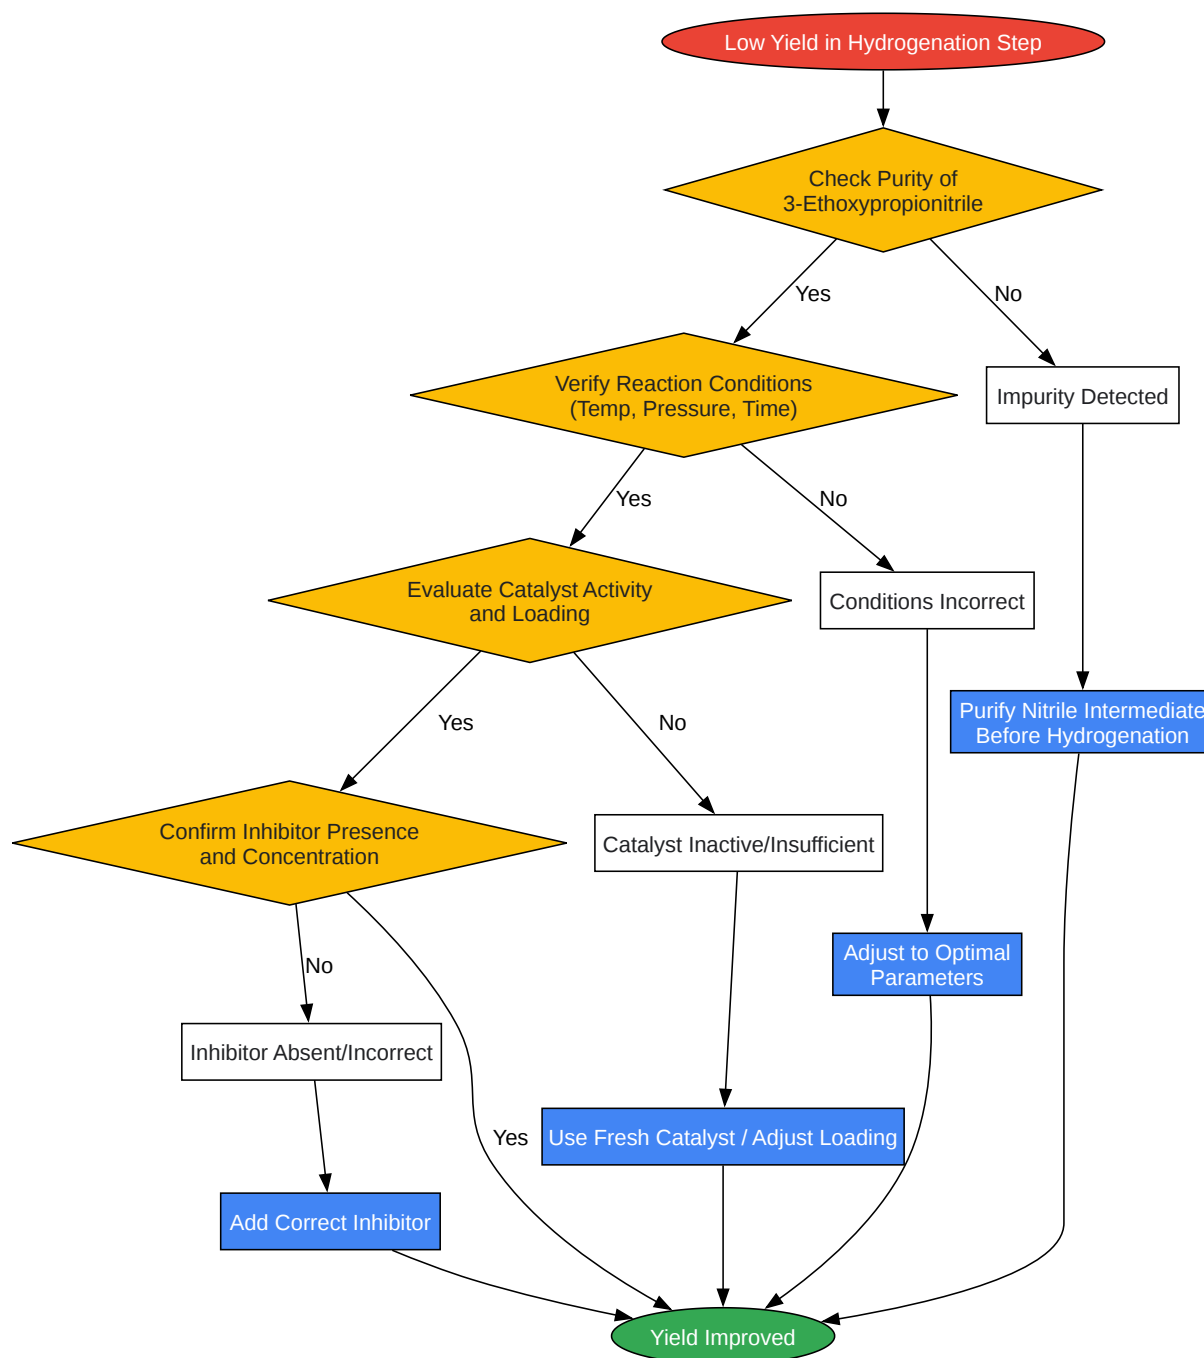 Low Yield in Hydrogenation Step
Check Purity of
3-Ethoxypropionitrile
Yes
No
Verify Reaction Conditions
(Temp, Pressure, Time)
Impurity Detected
Yes
No
Evaluate Catalyst Activity
and Loading
Conditions Incorrect
Yes
No
Purify Nitrile Intermediate
Before Hydrogenation
Confirm Inhibitor Presence
and Concentration
Catalyst Inactive/Insufficient
No
Adjust to Optimal
Parameters
Inhibitor Absent/Incorrect
Yes
Use Fresh Catalyst / Adjust Loading
Add Correct Inhibitor
Yield Improved